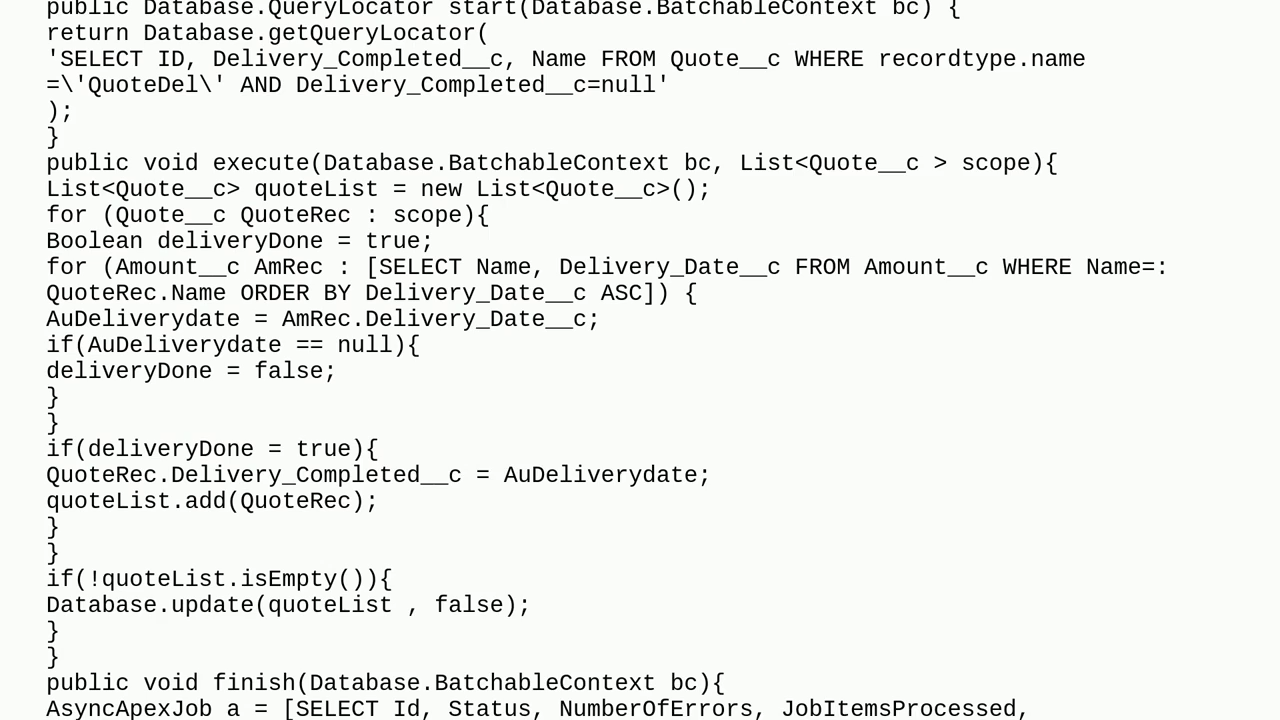 public Database.QueryLocator start(Database.BatchableContext bc) {
return Database.getQueryLocator(
'SELECT ID, Delivery_Completed__c, Name FROM Quote__c WHERE recordtype.name
=\'QuoteDel\' AND Delivery_Completed__c=null'
);
}
public void execute(Database.BatchableContext bc, List<Quote__c > scope){
List<Quote__c> quoteList = new List<Quote__c>();
for (Quote__c QuoteRec : scope){
Boolean deliveryDone = true;
for (Amount__c AmRec : [SELECT Name, Delivery_Date__c FROM Amount__c WHERE Name=:
QuoteRec.Name ORDER BY Delivery_Date__c ASC]) {
AuDeliverydate = AmRec.Delivery_Date__c;
if(AuDeliverydate == null){
deliveryDone = false;
}
}
if(deliveryDone = true){
QuoteRec.Delivery_Completed__c = AuDeliverydate;
quoteList.add(QuoteRec);
}
}
if(!quoteList.isEmpty()){
Database.update(quoteList , false);
}
}
public void finish(Database.BatchableContext bc){
AsyncApexJob a = [SELECT Id, Status, NumberOfErrors, JobItemsProcessed,